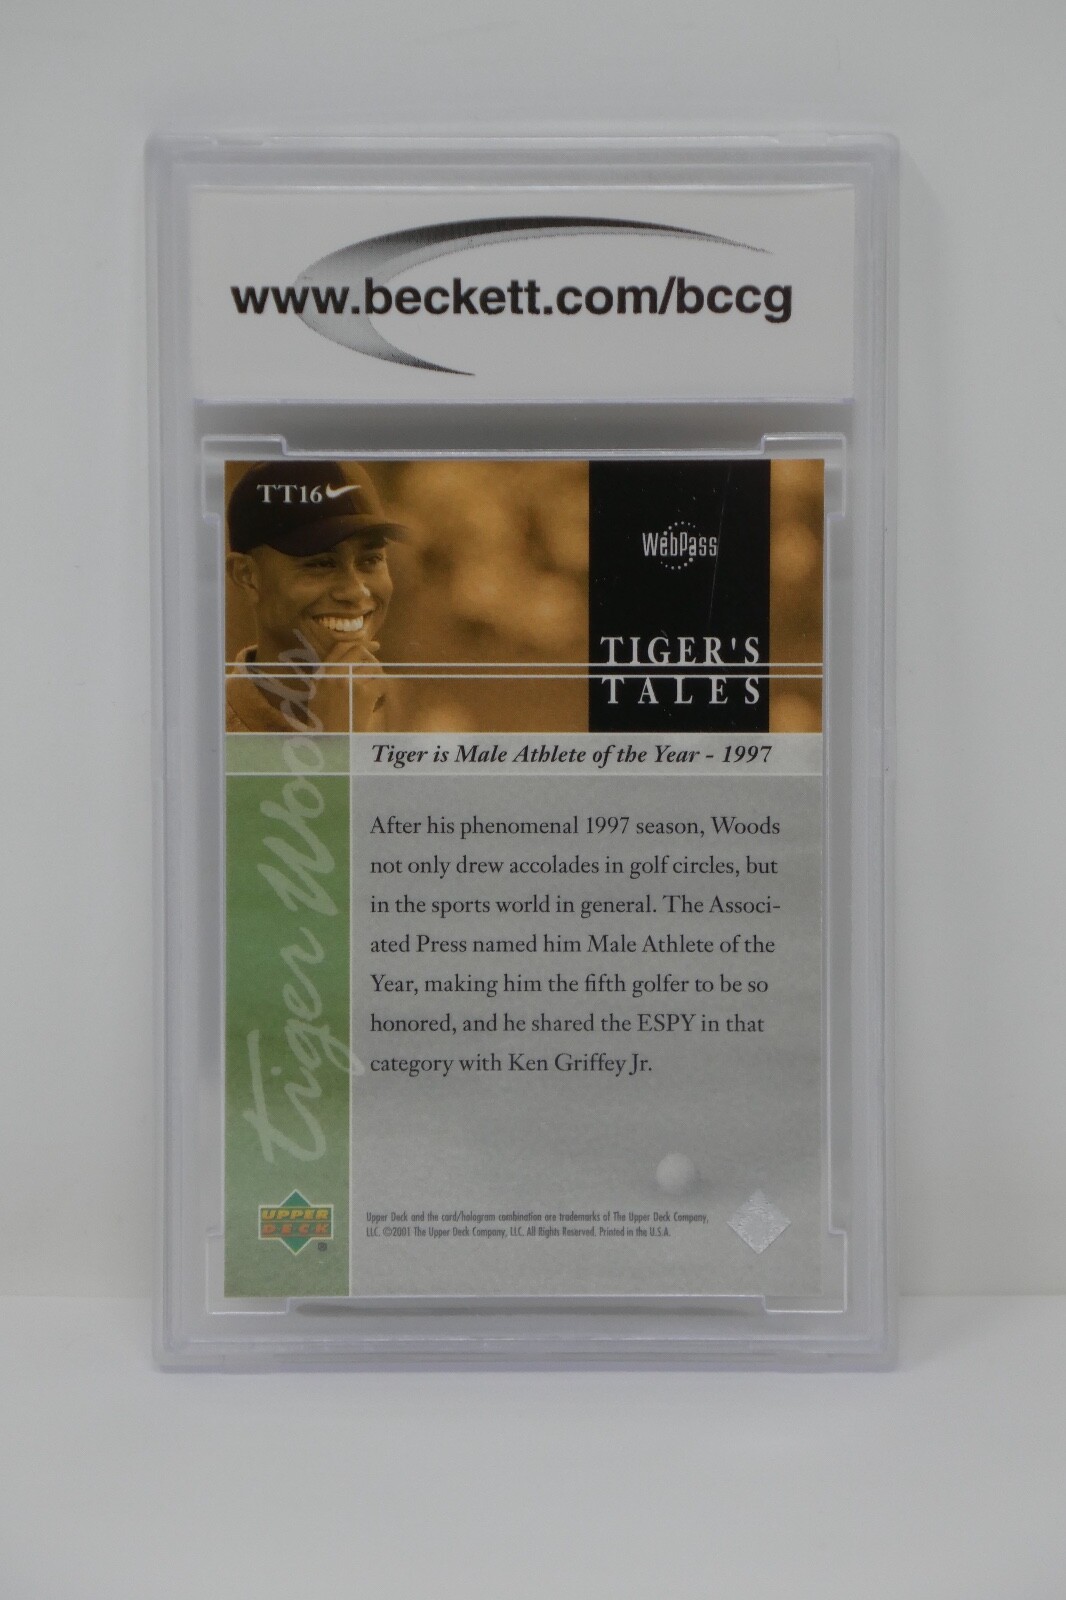 www.beckett.com/bccg
TT16
WebPass
TIGER'S
TALES
Tiger is Male Athlete of the Year - 1997
After his phenomenal 1997 season, Woods
not only drew accolades in golf circles, but
in the sports world in general. The Associ-
ated Press named him Male Athlete of the
Year, making him the fifth golfer to be so
honored, and he shared the ESPY in that
category with Ken Griffey Jr.
Tiger Woods
UPPER
DECK
®
Upper Deck and the card/hologram combination are trademarks of The Upper Deck Company,
LLC. ©2001 The Upper Deck Company, LLC. All Rights Reserved. Printed in the U.S.A.